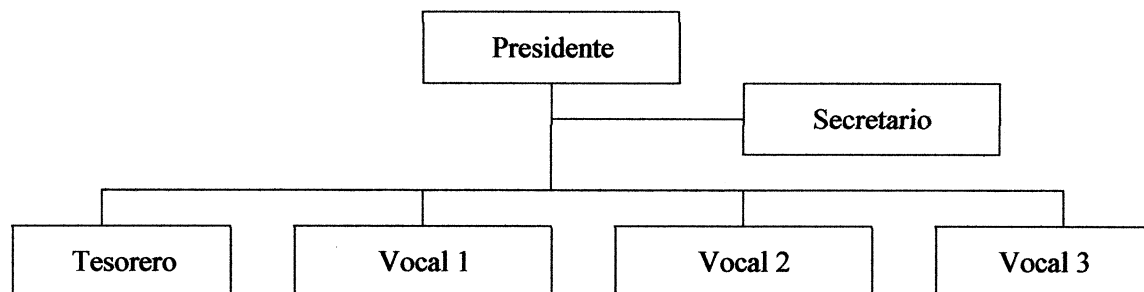 Presidente
Secretario
Tesorero
Vocal 1
Vocal 2
Vocal 3